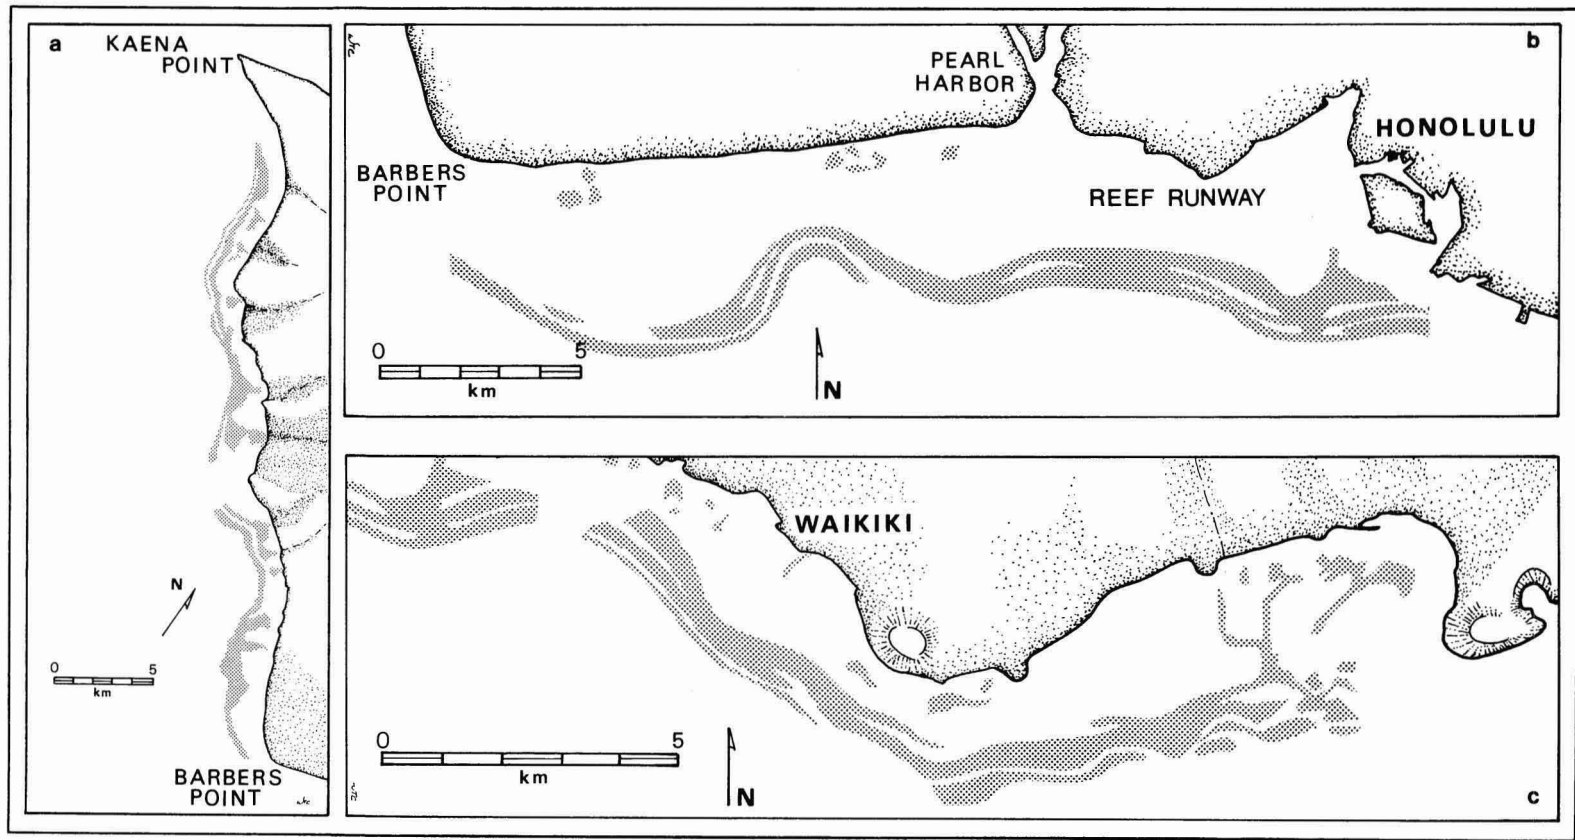 a
KAENA
POINT
N
0 5
km
BARBERS
POINT
b
PEARL
HARBOR
HONOLULU
BARBERS
POINT
REEF RUNWAY
0 5
km
N
WAIKIKI
0 5
km
N
c